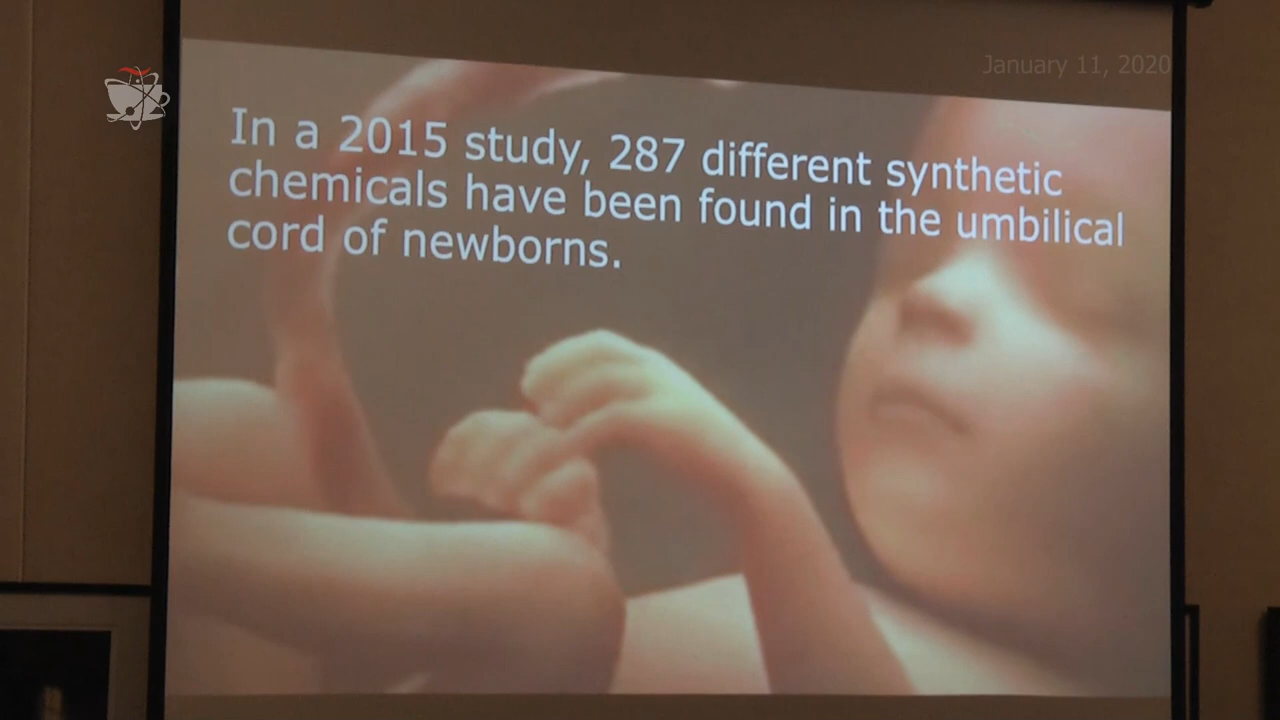 January 11, 2020
In a 2015 study, 287 different synthetic
chemicals have been found in the umbilical
cord of newborns.